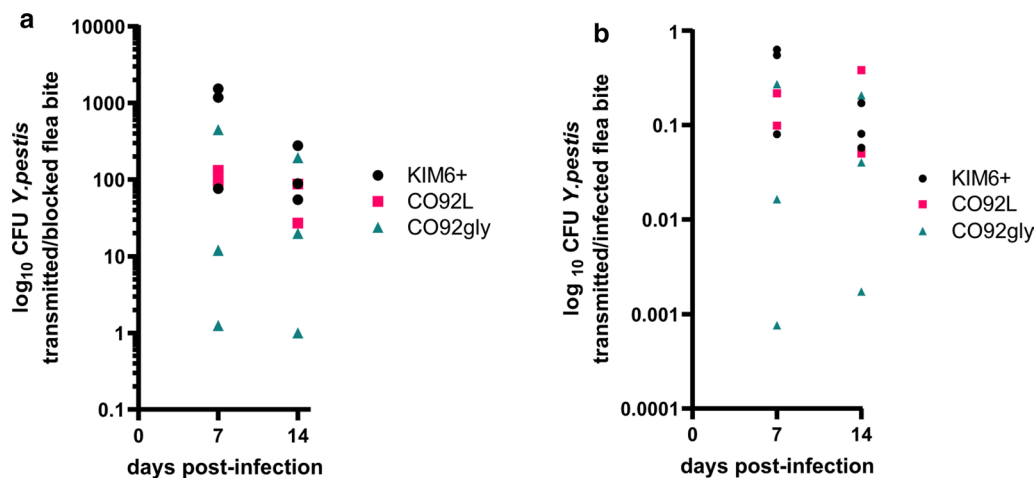 a
log10 CFU Y.pestis
transmitted/blocked flea bite
10000
1000
100
10
1
0.1
0
7
14
days post-infection
KIM6+
CO92L
CO92gly
b
log 10 CFU Y.pestis
transmitted/infected flea bite
1
0.1
0.01
0.001
0.0001
0
7
14
days post-infection
KIM6+
CO92L
CO92gly